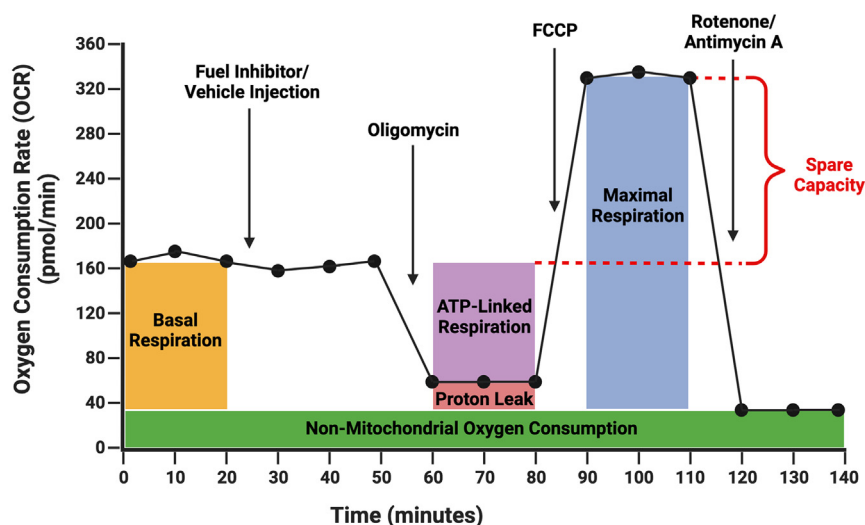 Oxygen Consumption Rate (OCR)
(pmol/min)
360
320
280
240
200
160
120
80
40
0
Fuel Inhibitor/
Vehicle Injection
Oligomycin
FCCP
Rotenone/
Antimycin A
Spare
Capacity
Maximal
Respiration
Basal
Respiration
ATP-Linked
Respiration
Proton Leak
Non-Mitochondrial Oxygen Consumption
0 10 20 30 40 50 60 70 80 90 100 110 120 130 140
Time (minutes)